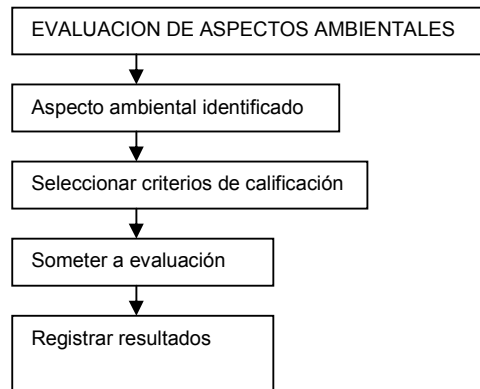 EVALUACION DE ASPECTOS AMBIENTALES
Aspecto ambiental identificado
Seleccionar criterios de calificación
Someter a evaluación
Registrar resultados